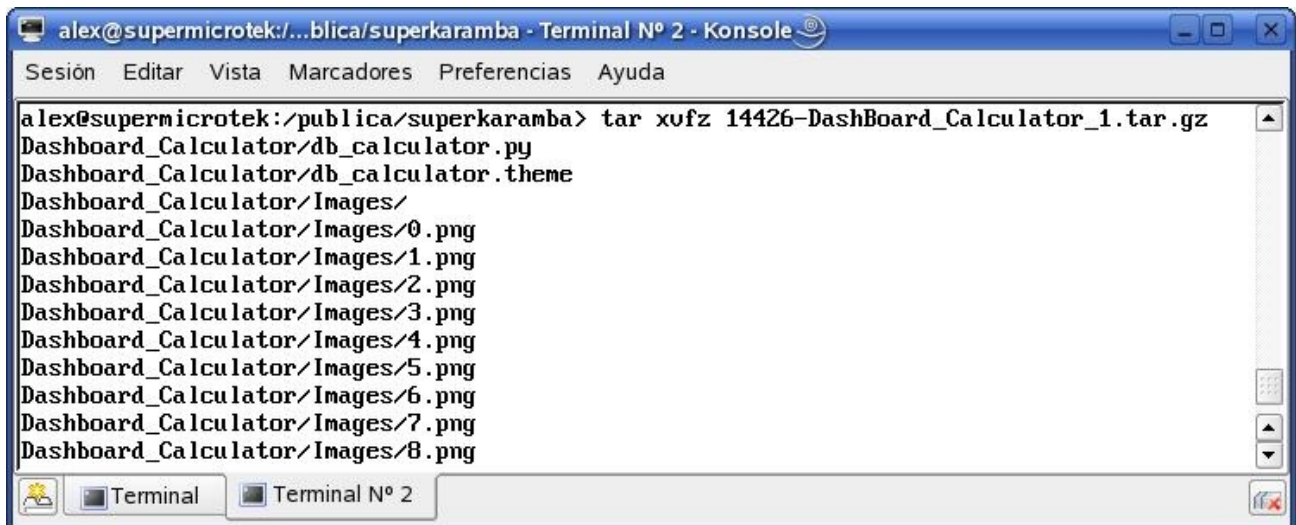 alex@supermicrotek:/...blica/superkaramba - Terminal Nº 2 - Konsole
Sesión Editar Vista Marcadores Preferencias Ayuda
alex@supermicrotek:/publica/superkaramba> tar xvfz 14426-DashBoard_Calculator_1.tar.gz
Dashboard_Calculator/db_calculator.py
Dashboard_Calculator/db_calculator.theme
Dashboard_Calculator/Images/
Dashboard_Calculator/Images/0.png
Dashboard_Calculator/Images/1.png
Dashboard_Calculator/Images/2.png
Dashboard_Calculator/Images/3.png
Dashboard_Calculator/Images/4.png
Dashboard_Calculator/Images/5.png
Dashboard_Calculator/Images/6.png
Dashboard_Calculator/Images/7.png
Dashboard_Calculator/Images/8.png
Terminal Terminal Nº 2